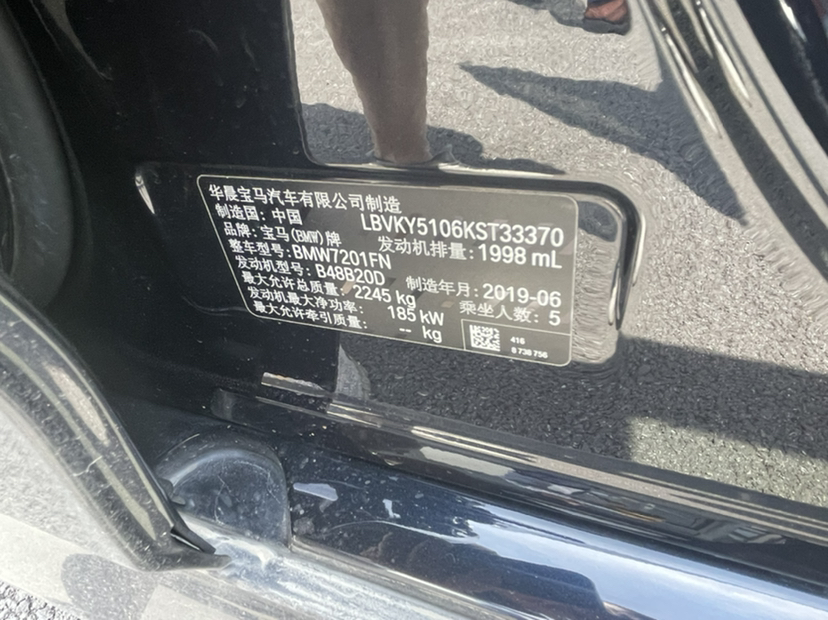 华晨宝马汽车有限公司制造
制造国: 中国 LBVKY5106KST33370
品牌: 宝马(BMW)牌 发动机排量: 1998 mL
整车型号: BMW7201FN
发动机型号: B48B20D 制造年月: 2019-06
最大允许总质量: 2245 kg 乘坐人数: 5
发动机最大净功率: 185 kW
最大允许牵引质量: -- kg
416
8 738 756